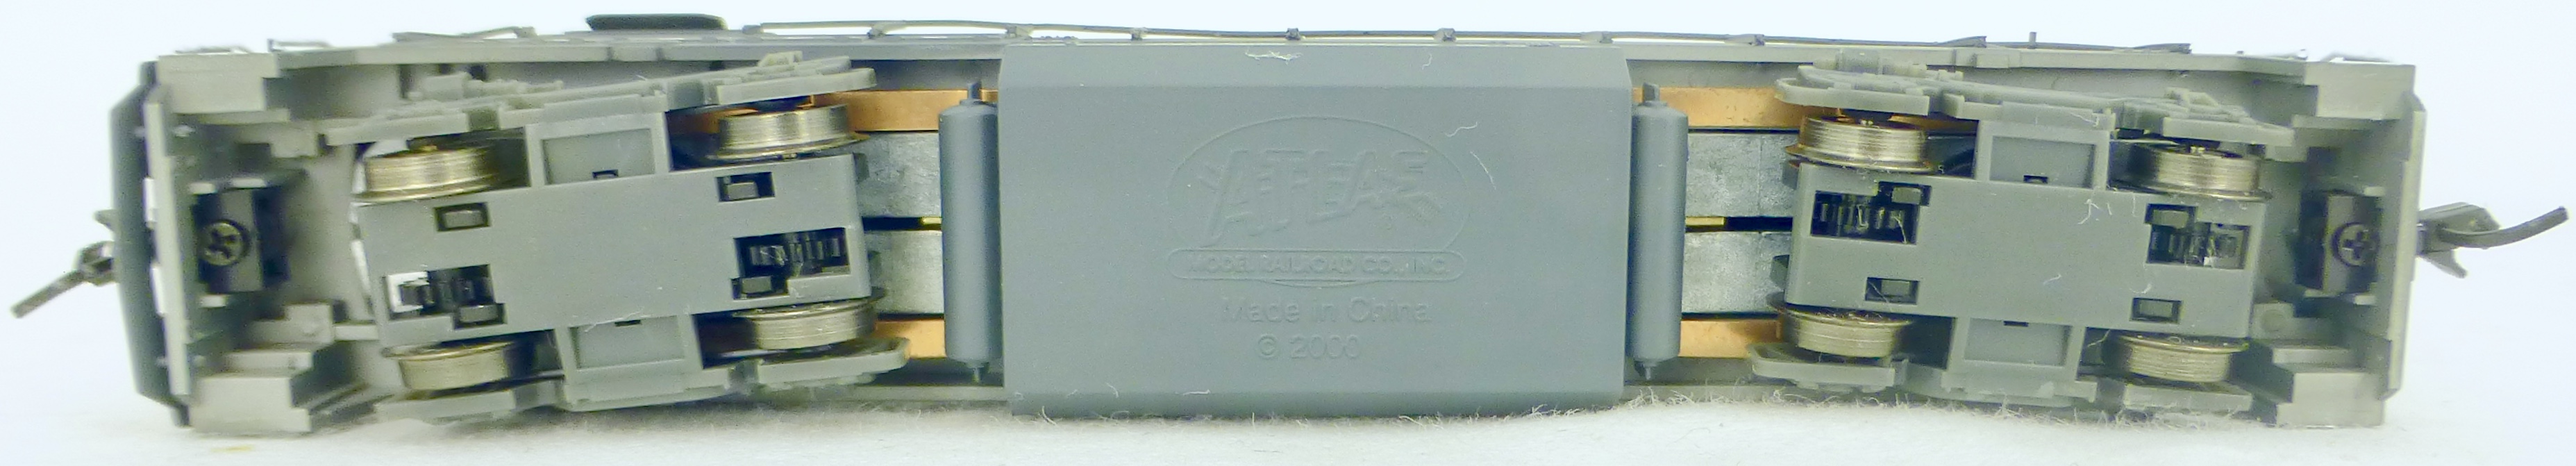 ATLAS
MODEL RAILROAD CO., INC.
Made in China
© 2000